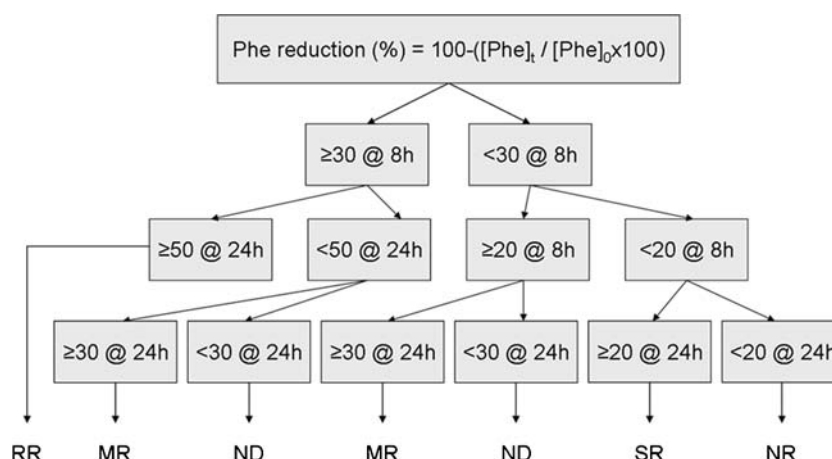 Phe reduction (%) = 100-([Phe]t / [Phe]0x100)
≥30 @ 8h <30 @ 8h
≥50 @ 24h <50 @ 24h ≥20 @ 8h <20 @ 8h
≥30 @ 24h <30 @ 24h ≥30 @ 24h <30 @ 24h ≥20 @ 24h <20 @ 24h
RR MR ND MR ND SR NR